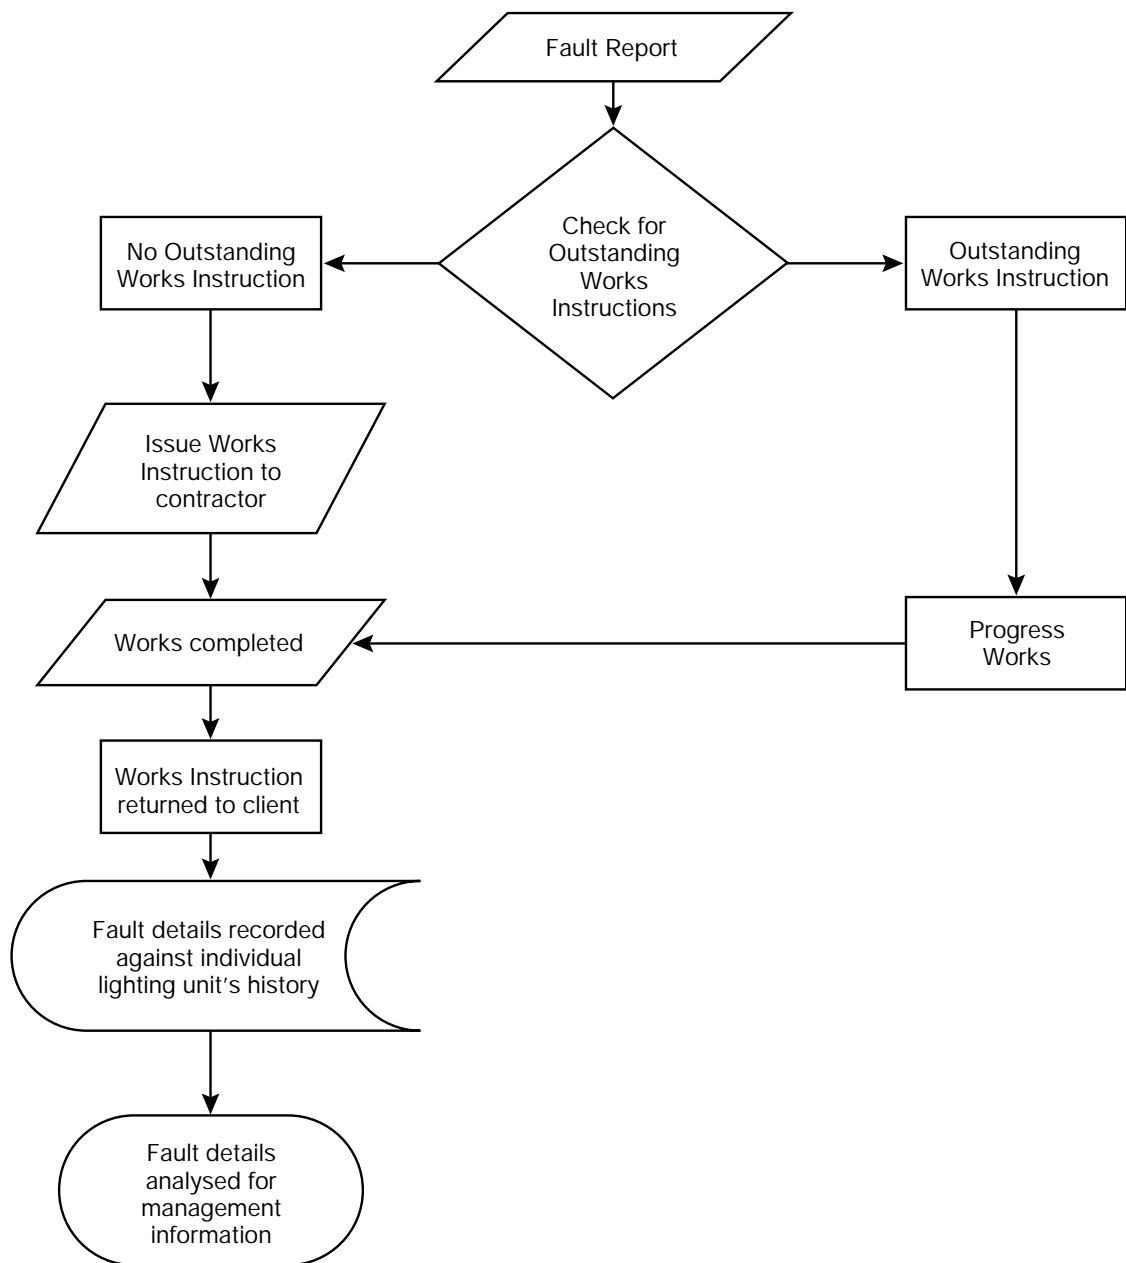 Fault Report
Check for
Outstanding
Works
Instructions
No Outstanding
Works Instruction
Outstanding
Works Instruction
Issue Works
Instruction to
contractor
Works completed
Progress
Works
Works Instruction
returned to client
Fault details recorded
against individual
lighting unit’s history
Fault details
analysed for
management
information